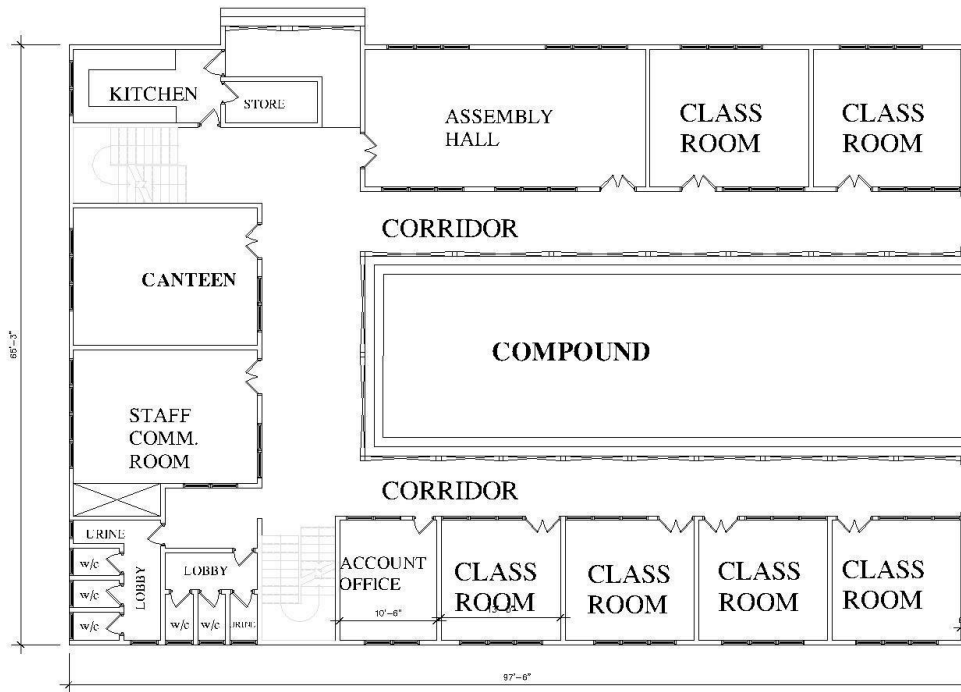 KITCHEN
STORE
ASSEMBLY
HALL
CLASS
ROOM
CLASS
ROOM
CORRIDOR
CANTEEN
65'-3"
COMPOUND
STAFF
COMM.
ROOM
CORRIDOR
URINE
w/c
w/c
w/c
LOBBY
LOBBY
w/c
w/c
URINE
ACCOUNT
OFFICE
10'-6"
CLASS
ROOM
CLASS
ROOM
CLASS
ROOM
CLASS
ROOM
97'-6"